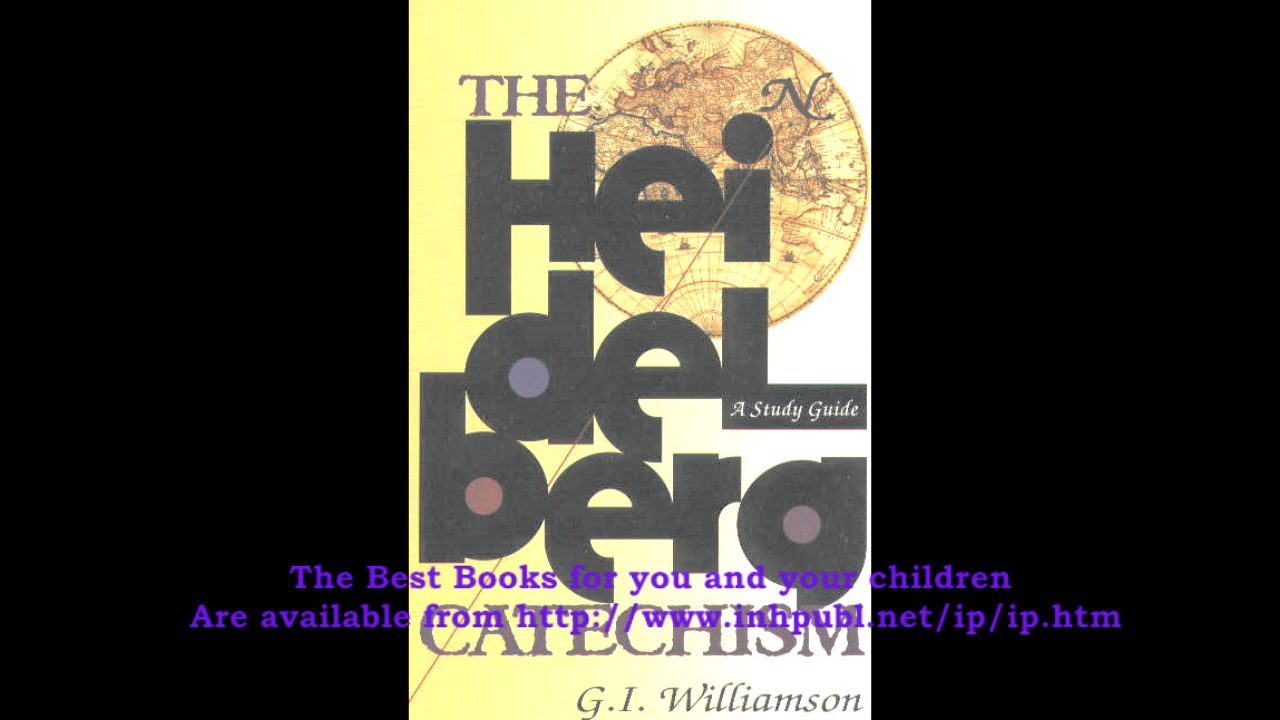 THE
N
Hei
del
A Study Guide
berg
The Best Books for you and your children
Are available from http://www.inhpubl.net/ip/ip.htm
CATECHISM
G.I. Williamson